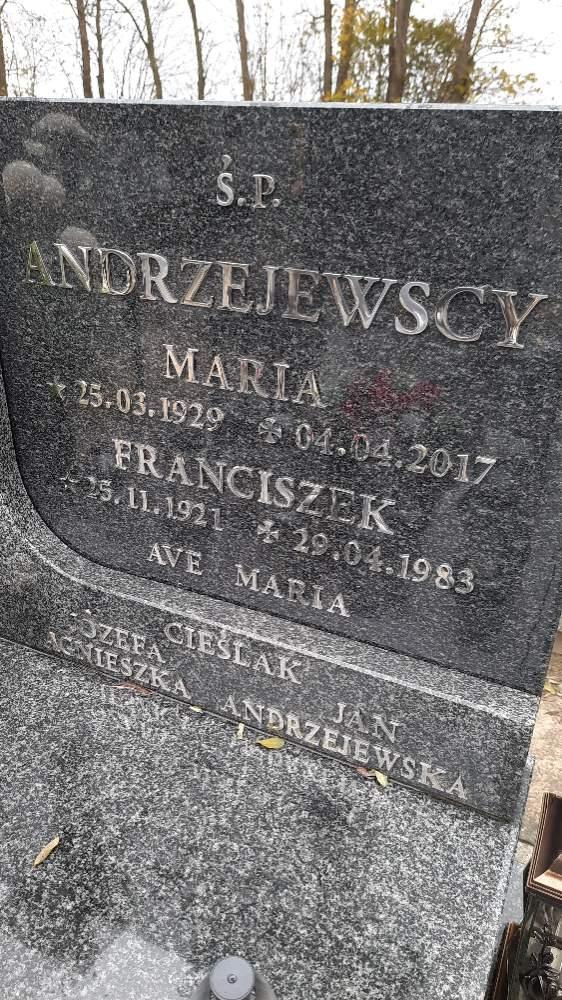 Ś.P.
ANDRZEJEWSCY
MARIA
25.03.1929 04.04.2017
FRANCISZEK
25.11.1921 29.04.1983
AVE MARIA
JÓZEFA CIEŚLAK JAN
AGNIESZKA ANDRZEJEWSKA